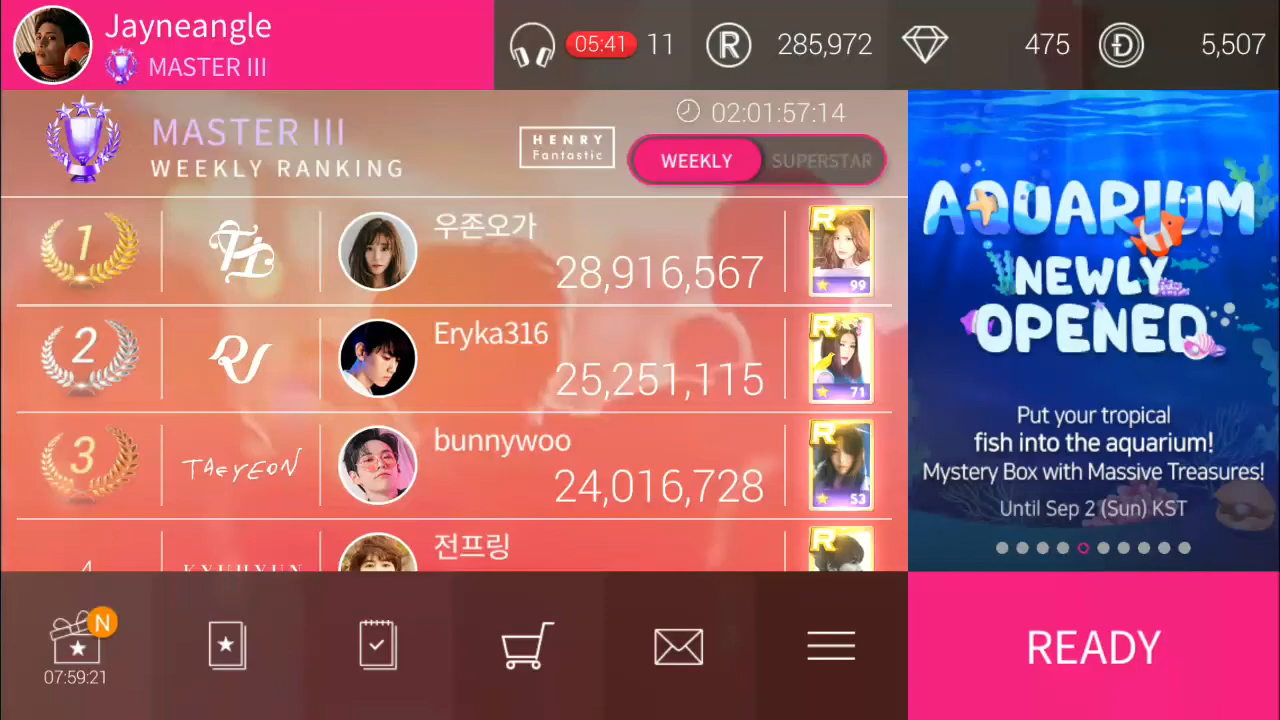 Jayneangle
MASTER III
05:41 11
R 285,972
475
5,507
MASTER III
WEEKLY RANKING
HENRY
Fantastic
02:01:57:14
WEEKLY SUPERSTAR
1
우존오가
28,916,567
R
99
2
Eryka316
25,251,115
R
71
3
TAEYEON
bunnywoo
24,016,728
R
53
4
KYUHYUN
전프링
R
AQUARIUM
NEWLY
OPENED
Put your tropical
fish into the aquarium!
Mystery Box with Massive Treasures!
Until Sep 2 (Sun) KST
N
07:59:21
READY